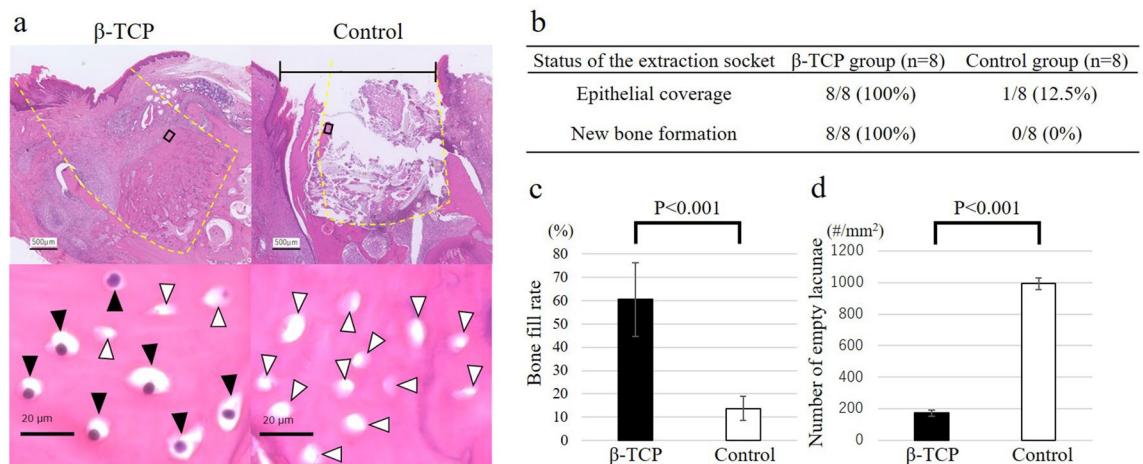 a
β-TCP
Control
500μm
500μm
20 μm
20 μm
b
Status of the extraction socket β-TCP group (n=8) Control group (n=8)
Epithelial coverage 8/8 (100%) 1/8 (12.5%)
New bone formation 8/8 (100%) 0/8 (0%)
c
P<0.001
(%)
Bone fill rate
80
70
60
50
40
30
20
10
0
β-TCP
Control
d
P<0.001
(#/mm²)
Number of empty lacunae
1200
1000
800
600
400
200
0
β-TCP
Control